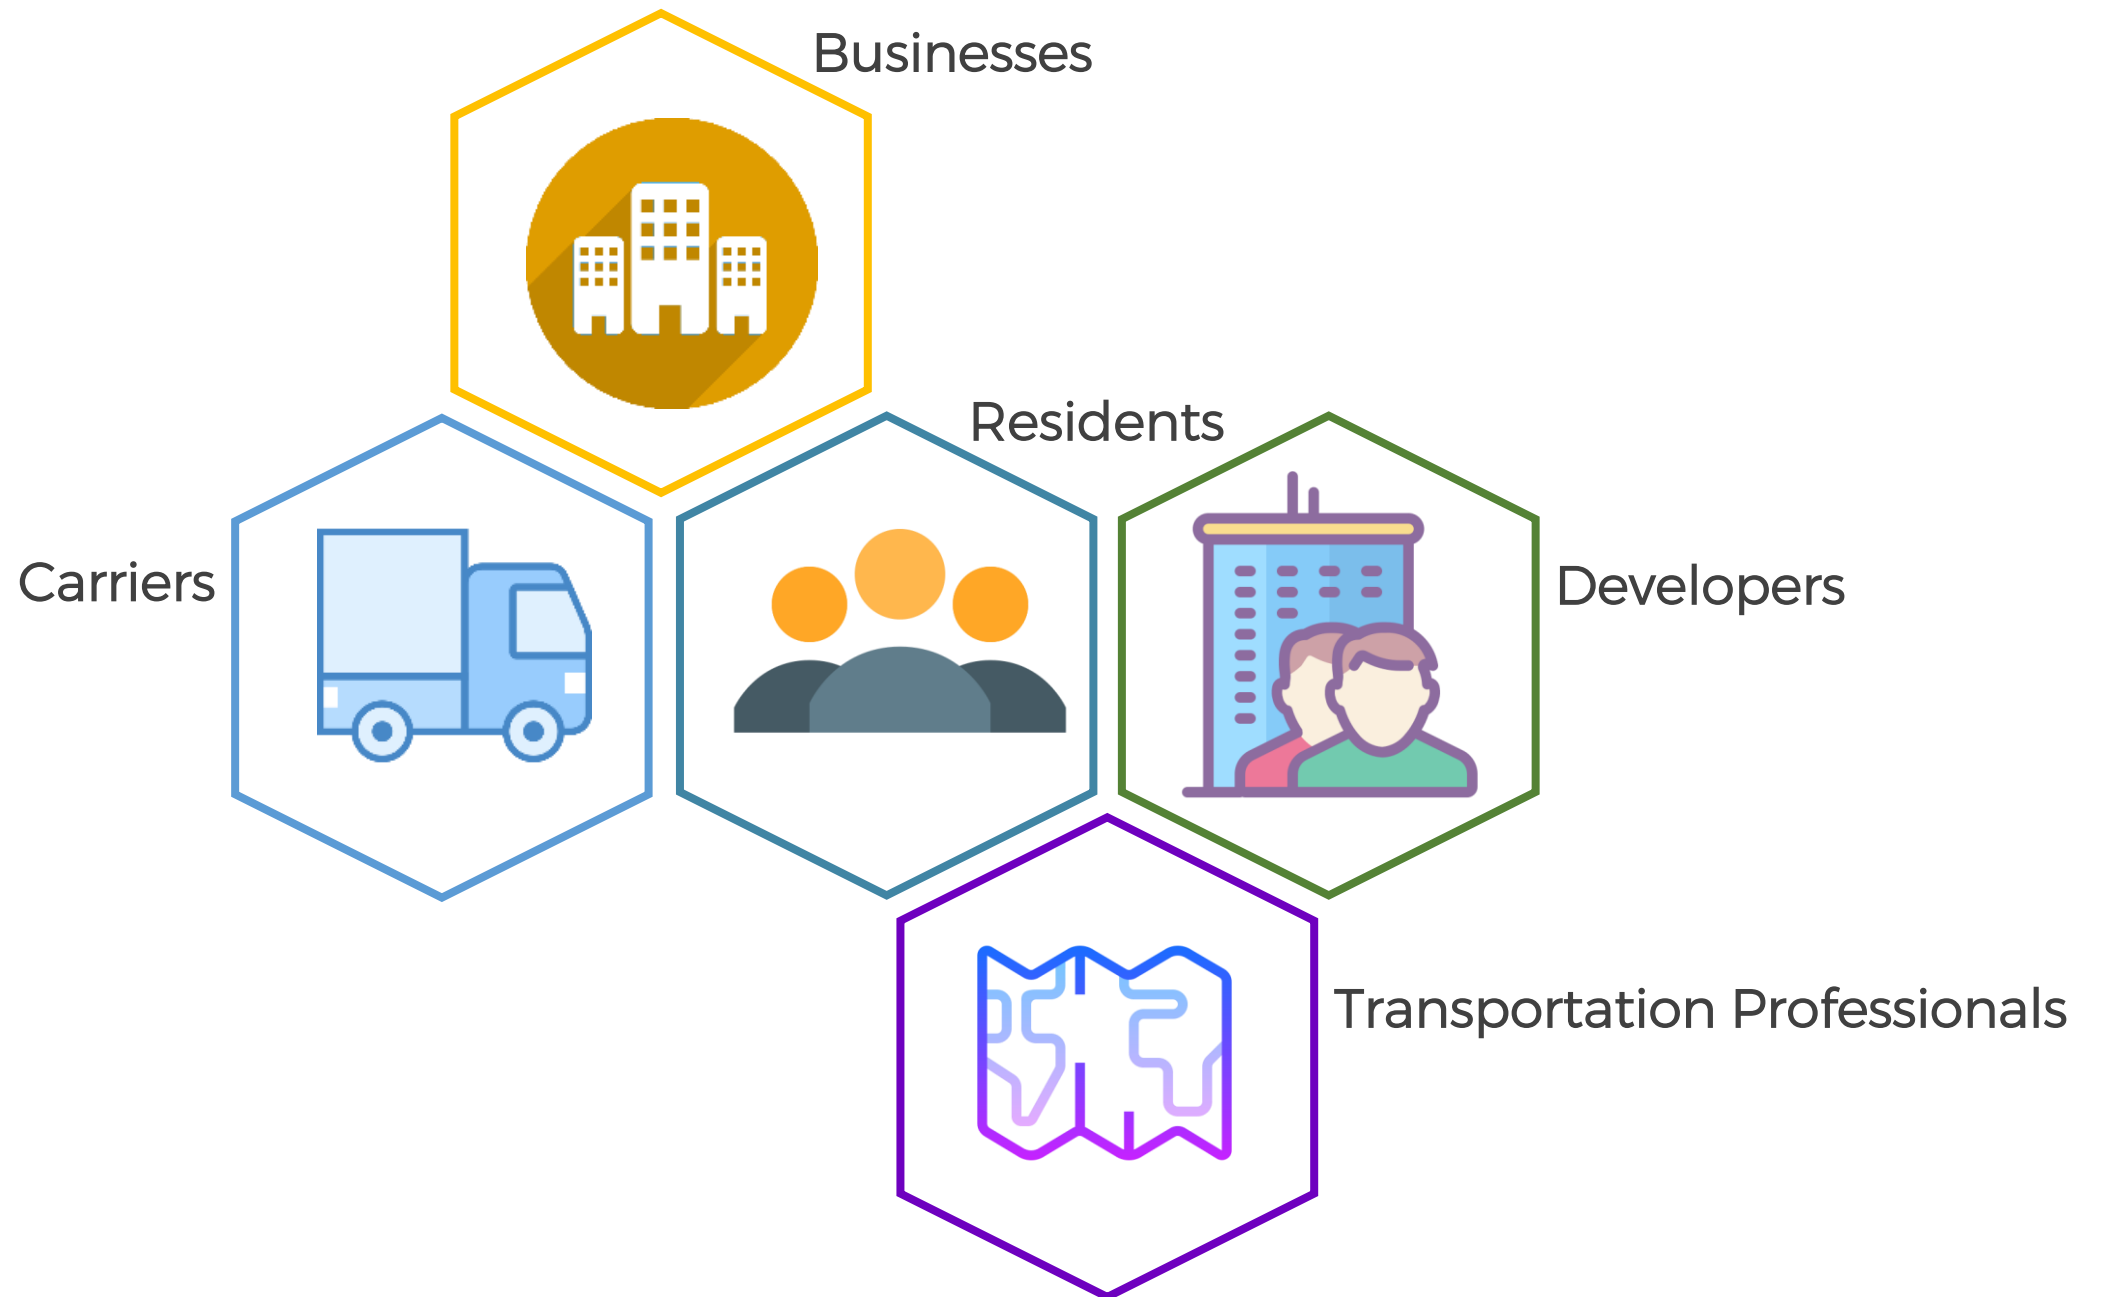 Businesses
Residents
Carriers
Developers
Transportation Professionals